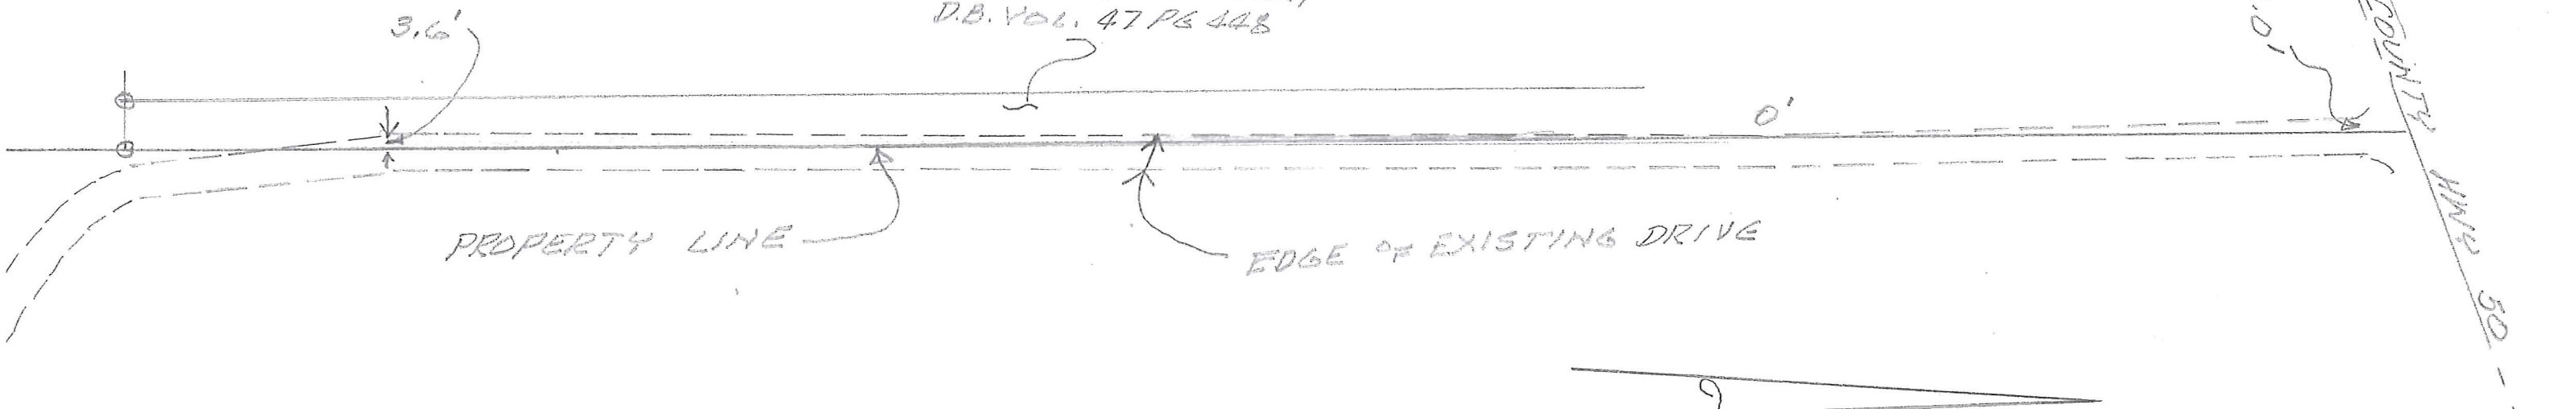 3.6'
D.B. VOL. 47 PG 448
0'
0'
COUNTY HWY 50
PROPERTY LINE
EDGE OF EXISTING DRIVE